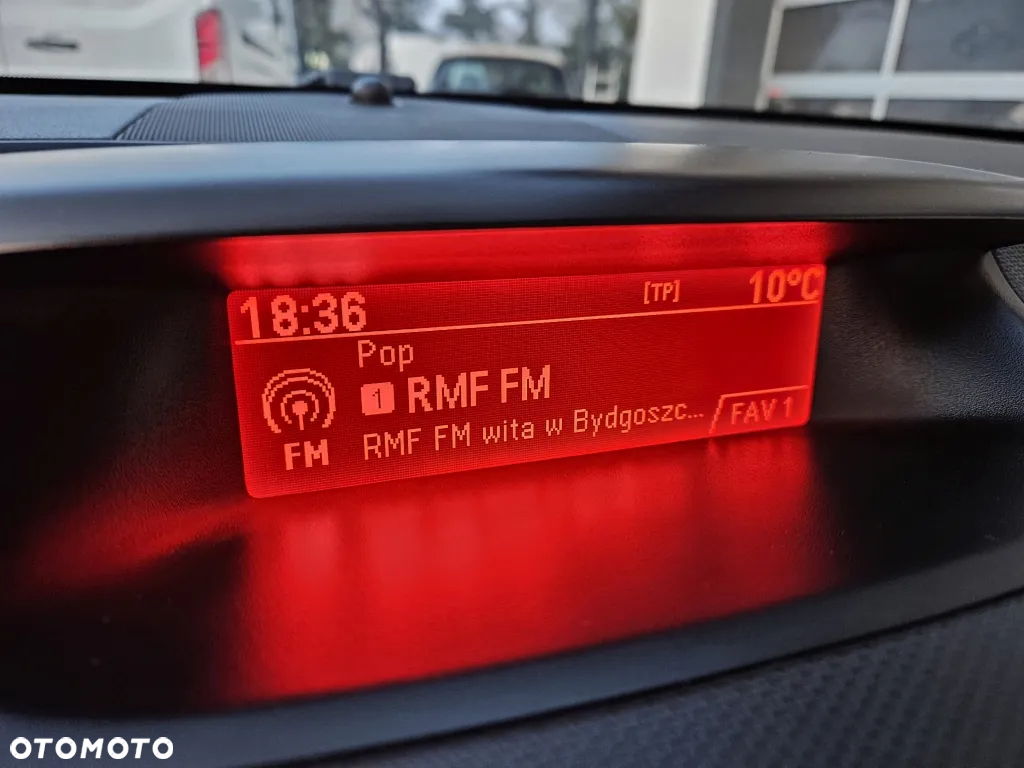 18:36 [TP] 10°C
Pop
1 RMF FM
FM RMF FM wita w Bydgoszc... FAV 1
OTOMOTO